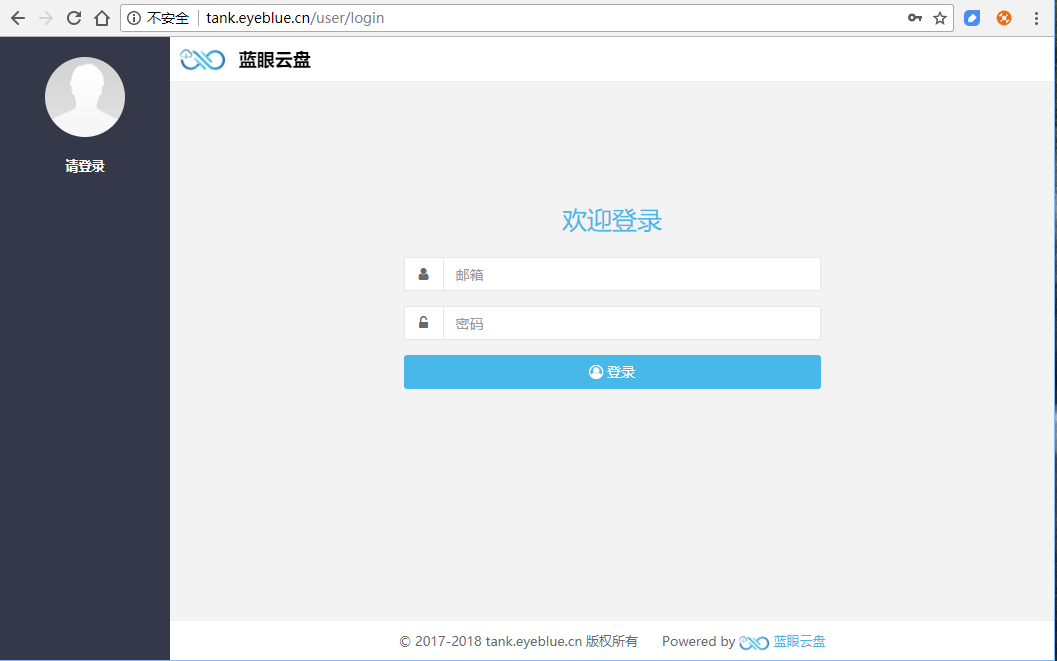 不安全 tank.eyeblue.cn/user/login
蓝眼云盘
请登录
欢迎登录
邮箱
密码
登录
© 2017-2018 tank.eyeblue.cn 版权所有 Powered by 蓝眼云盘